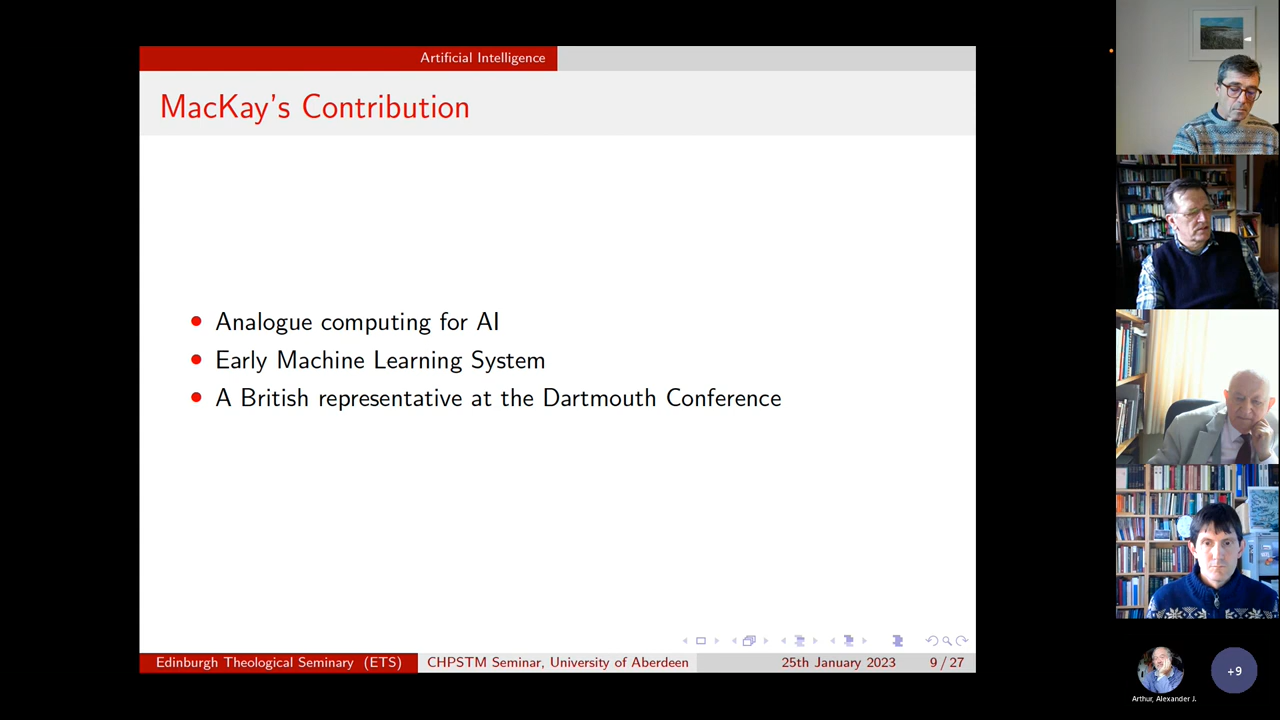 Artificial Intelligence
MacKay's Contribution
Analogue computing for AI
Early Machine Learning System
A British representative at the Dartmouth Conference
Edinburgh Theological Seminary (ETS)
CHPSTM Seminar, University of Aberdeen
25th January 2023
9 / 27
+9
Arthur, Alexander J.